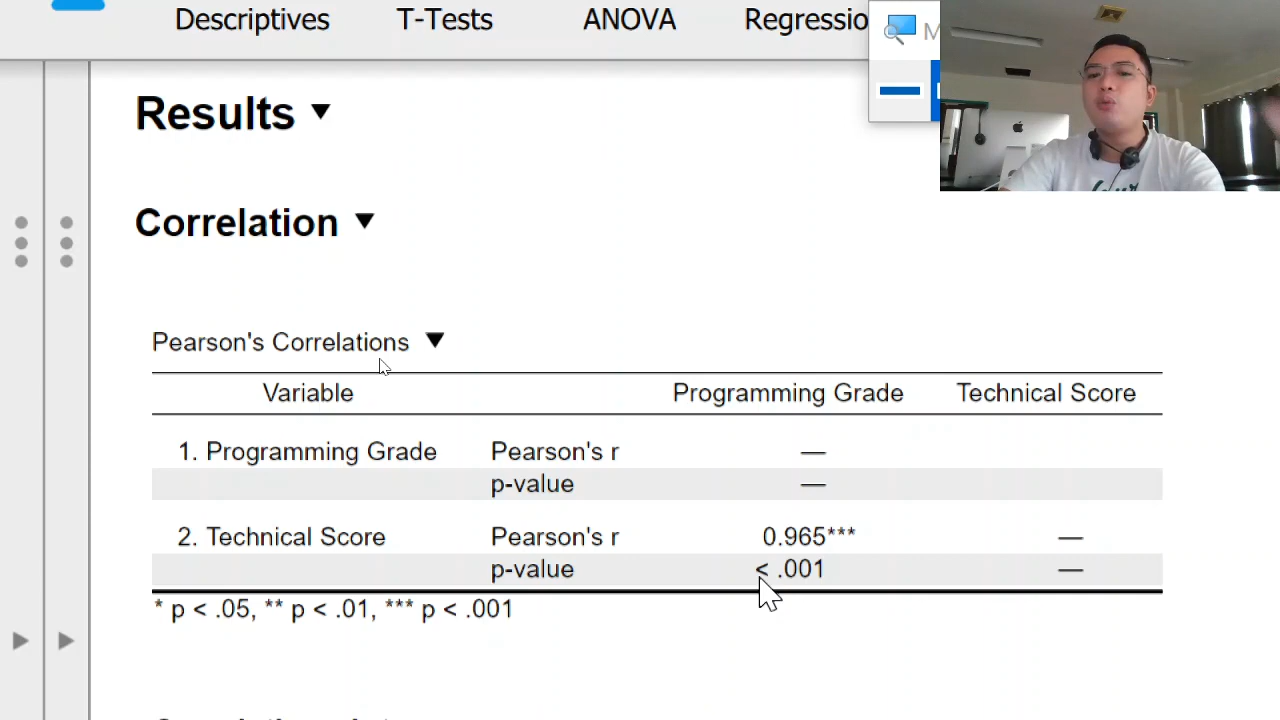 Descriptives T-Tests ANOVA Regressio
M
Results
Correlation
Pearson's Correlations
Variable Programming Grade Technical Score
1. Programming Grade Pearson's r —
p-value —
2. Technical Score Pearson's r 0.965*** —
p-value < .001 —
* p < .05, ** p < .01, *** p < .001